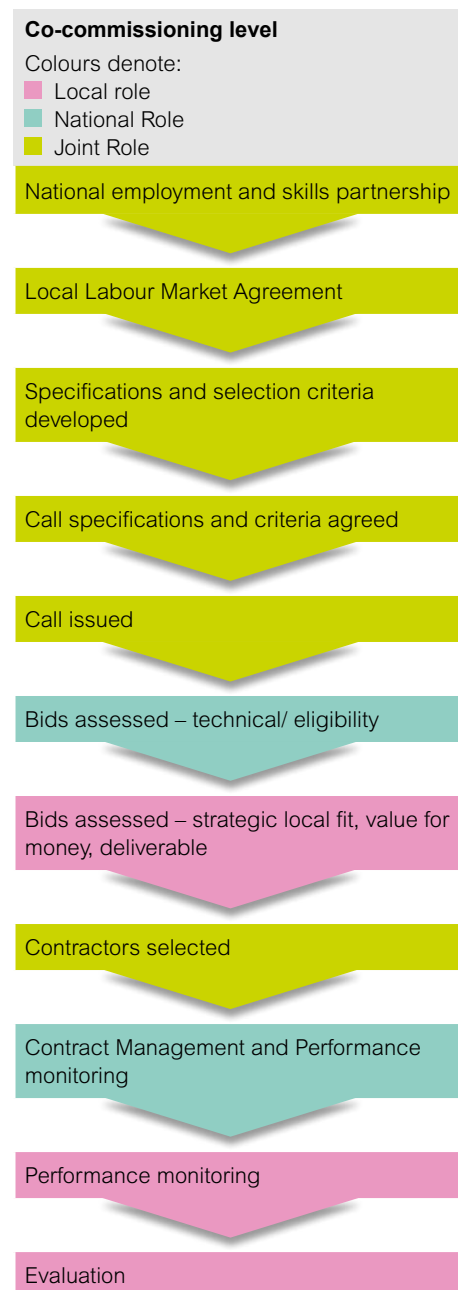 Co-commissioning level
Colours denote:
Local role
National Role
Joint Role
National employment and skills partnership
Local Labour Market Agreement
Specifications and selection criteria
developed
Call specifications and criteria agreed
Call issued
Bids assessed – technical/ eligibility
Bids assessed – strategic local fit, value for
money, deliverable
Contractors selected
Contract Management and Performance
monitoring
Performance monitoring
Evaluation